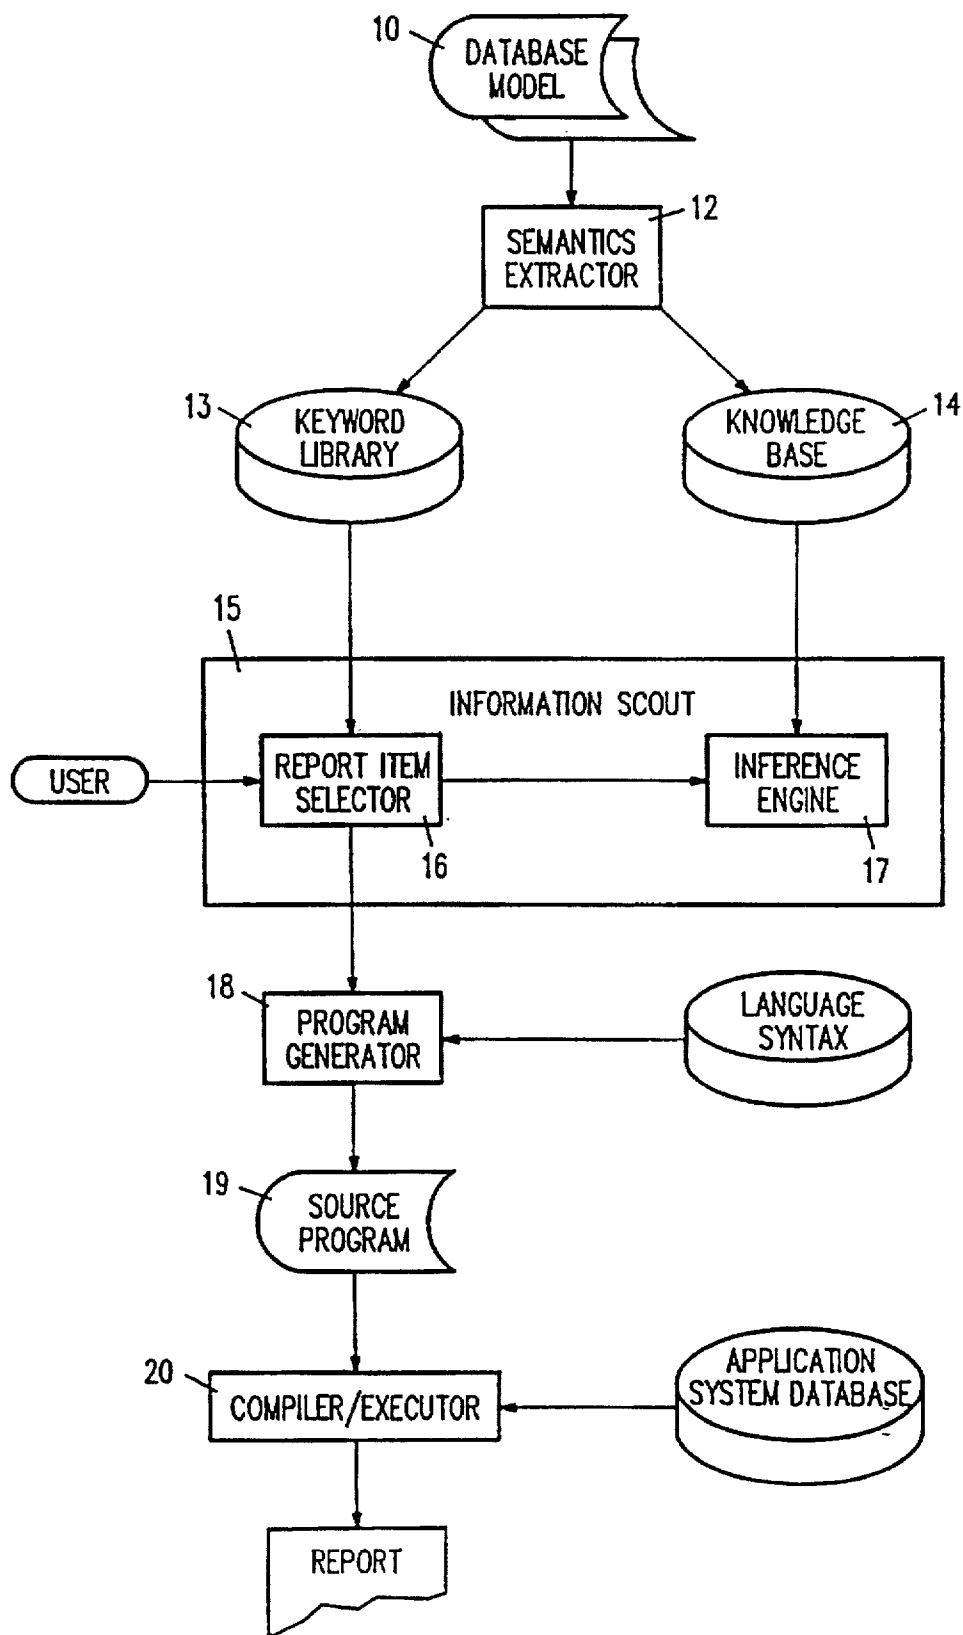 10
DATABASE
MODEL
12
SEMANTICS
EXTRACTOR
13
KEYWORD
LIBRARY
KNOWLEDGE
BASE
14
15
INFORMATION SCOUT
USER
REPORT ITEM
SELECTOR
16
INFERENCE
ENGINE
17
18
PROGRAM
GENERATOR
LANGUAGE
SYNTAX
19
SOURCE
PROGRAM
20
COMPILER/EXECUTOR
APPLICATION
SYSTEM DATABASE
REPORT